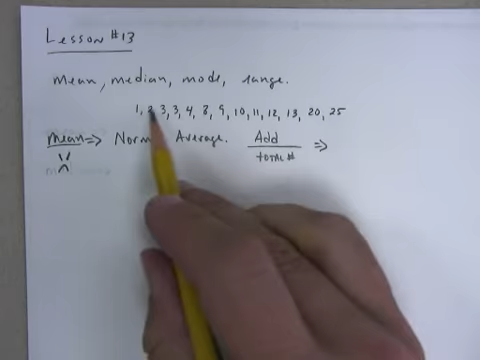 Lesson #13
mean, median, mode, range.
1, 2, 3, 3, 4, 8, 9, 10, 11, 12, 13, 20, 25
mean => Norm Average. Add / total # =>